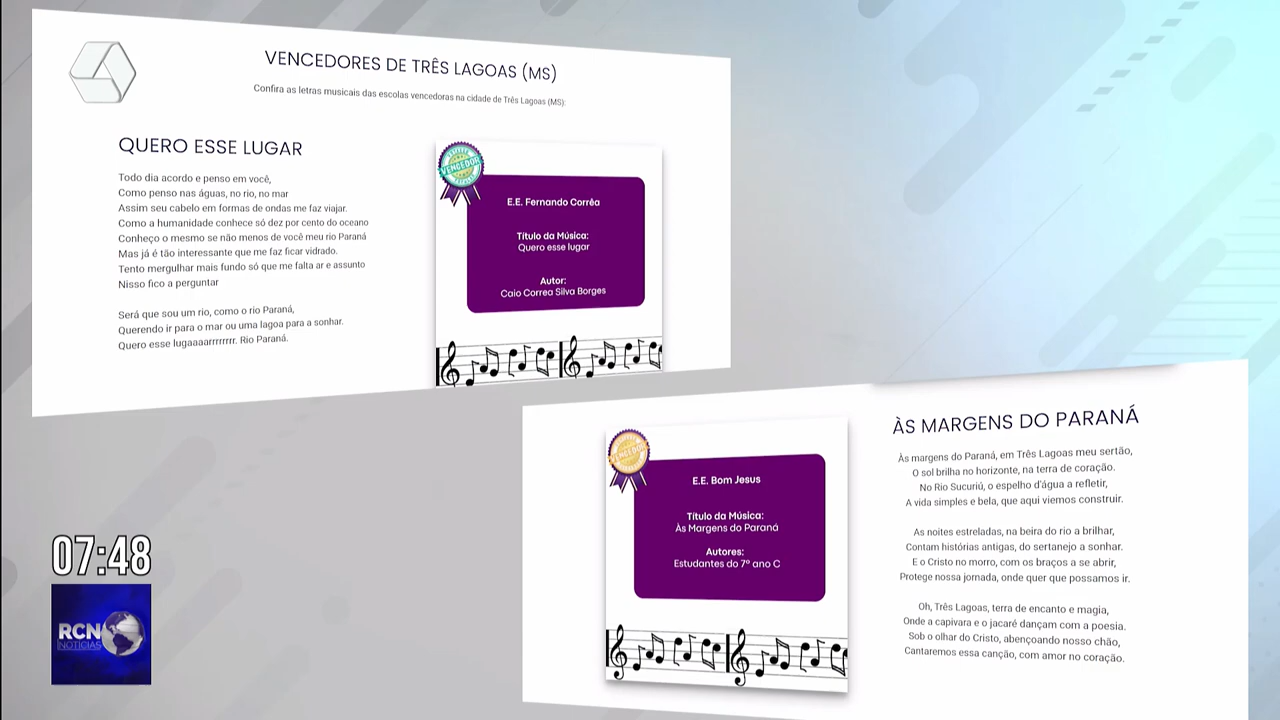 VENCEDORES DE TRÊS LAGOAS (MS)
Confira as letras musicais das escolas vencedoras na cidade de Três Lagoas (MS):
QUERO ESSE LUGAR
Todo dia acordo e penso em você,
Como penso nas águas, no rio, no mar
Assim seu cabelo em formas de ondas me faz viajar.
Como a humanidade conhece só dez por cento do oceano
Conheço o mesmo se não menos de você meu rio Paraná
Mas já é tão interessante que me faz ficar vidrado.
Tento mergulhar mais fundo só que me falta ar e assunto
Nisso fico a perguntar
Será que sou um rio, como o rio Paraná,
Querendo ir para o mar ou uma lagoa para a sonhar.
Quero esse lugaaaarrrrrrrr. Rio Paraná.
VENCEDOR
E.E. Fernando Corrêa
Título da Música:
Quero esse lugar
Autor:
Caio Correa Silva Borges
VENCEDOR
E.E. Bom Jesus
Título da Música:
Às Margens do Paraná
Autores:
Estudantes do 7º ano C
ÀS MARGENS DO PARANÁ
Às margens do Paraná, em Três Lagoas meu sertão,
O sol brilha no horizonte, na terra de coração.
No Rio Sucuriú, o espelho d'água a refletir,
A vida simples e bela, que aqui viemos construir.
As noites estreladas, na beira do rio a brilhar,
Contam histórias antigas, do sertanejo a sonhar.
E o Cristo no morro, com os braços a se abrir,
Protege nossa jornada, onde quer que possamos ir.
Oh, Três Lagoas, terra de encanto e magia,
Onde a capivara e o jacaré dançam com a poesia.
Sob o olhar do Cristo, abençoando nosso chão,
Cantaremos essa canção, com amor no coração.
07:48
RCN
NOTÍCIAS